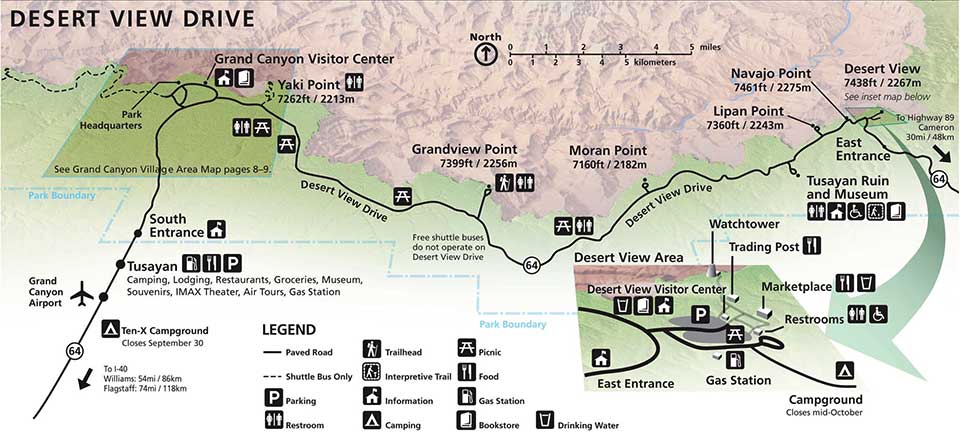 DESERT VIEW DRIVE
North
0 1 2 3 4 5 miles
0 1 2 3 4 5 kilometers
Grand Canyon Visitor Center
Yaki Point
7262ft / 2213m
Park
Headquarters
See Grand Canyon Village Area Map pages 8–9.
Park Boundary
Desert View Drive
Grandview Point
7399ft / 2256m
Moran Point
7160ft / 2182m
Lipan Point
7360ft / 2243m
Navajo Point
7461ft / 2275m
Desert View
7438ft / 2267m
See inset map below
To Highway 89
Cameron
30mi / 48km
64
East
Entrance
Desert View Drive
Tusayan Ruin
and Museum
Free shuttle buses
do not operate on
Desert View Drive
64
Park Boundary
South
Entrance
Tusayan
P
Camping, Lodging, Restaurants, Groceries, Museum,
Souvenirs, IMAX Theater, Air Tours, Gas Station
Grand
Canyon
Airport
Ten-X Campground
Closes September 30
64
To I-40
Williams: 54mi / 86km
Flagstaff: 74mi / 118km
LEGEND
Paved Road
Shuttle Bus Only
P Parking
Restroom
Trailhead
Interpretive Trail
Information
Camping
Picnic
Food
Gas Station
Bookstore
Drinking Water
Desert View Area
Watchtower
Trading Post
Marketplace
Desert View Visitor Center
P
Restrooms
East Entrance
Gas Station
Campground
Closes mid-October